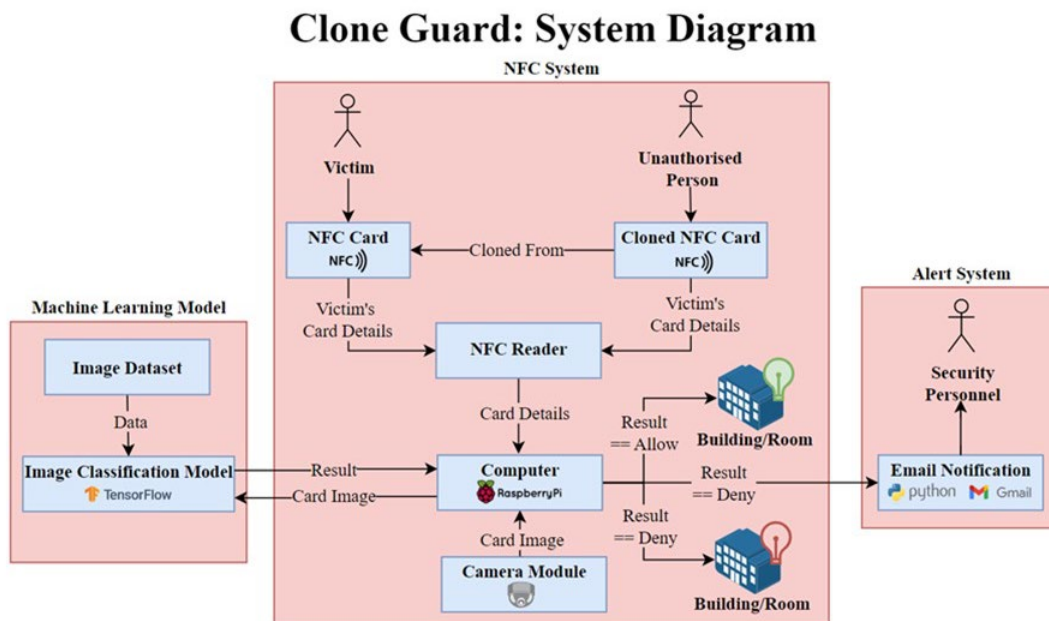 Clone Guard: System Diagram
NFC System
Victim
Unauthorised
Person
NFC Card
NFC
Cloned From
Cloned NFC Card
NFC
Victim's
Card Details
Victim's
Card Details
NFC Reader
Card Details
Machine Learning Model
Image Dataset
Data
Image Classification Model
TensorFlow
Result
Card Image
Computer
RaspberryPi
Card Image
Camera Module
Result
== Allow
Building/Room
Result
== Deny
Result
== Deny
Building/Room
Alert System
Security
Personnel
Email Notification
python
Gmail